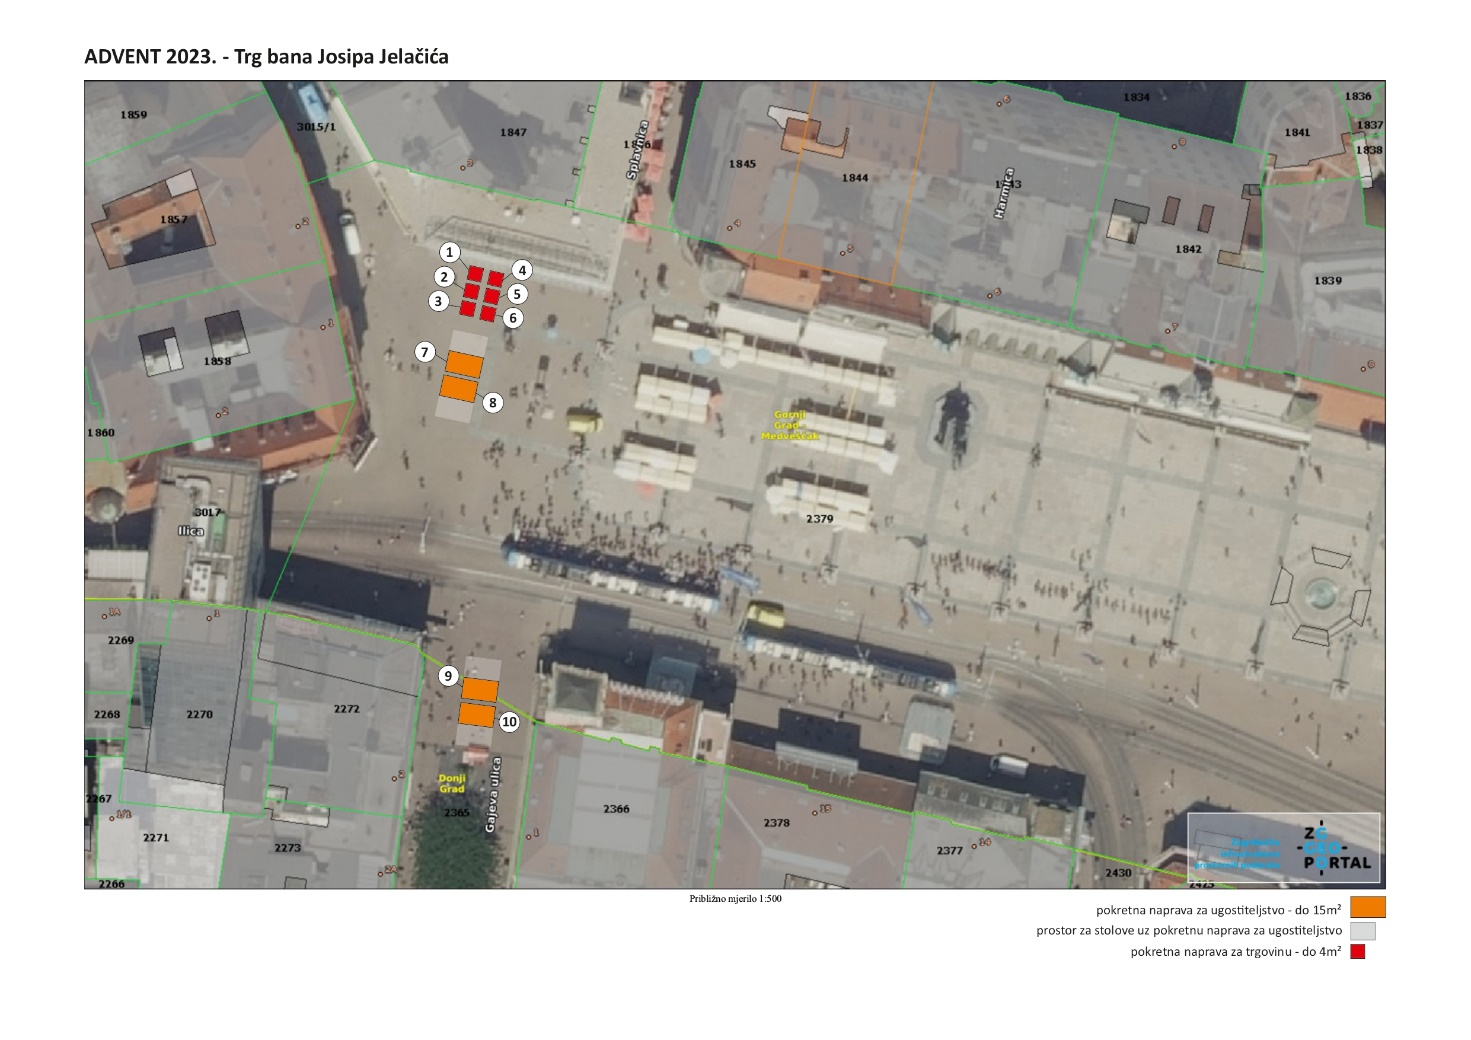 ADVENT 2023. - Trg bana Josipa Jelačića
1859
3015/1
1847
Splavnica
1845
1844
Harmica
1834
1836
1837
1838
1841
1842
1839
1857
1858
1860
1
2
3
4
5
6
7
8
Gornji
Grad -
Medveščak
2379
3017
Ilica
9
10
2269
2268
2270
2272
2267
2271
2273
2266
Donji
Grad
2365
Gajeva ulica
2366
2378
2377
2430
2425
ZG
-GEO-
PORTAL
Približno mjerilo 1:500
pokretna naprava za ugostiteljstvo - do 15m²
prostor za stolove uz pokretnu naprava za ugostiteljstvo
pokretna naprava za trgovinu - do 4m²